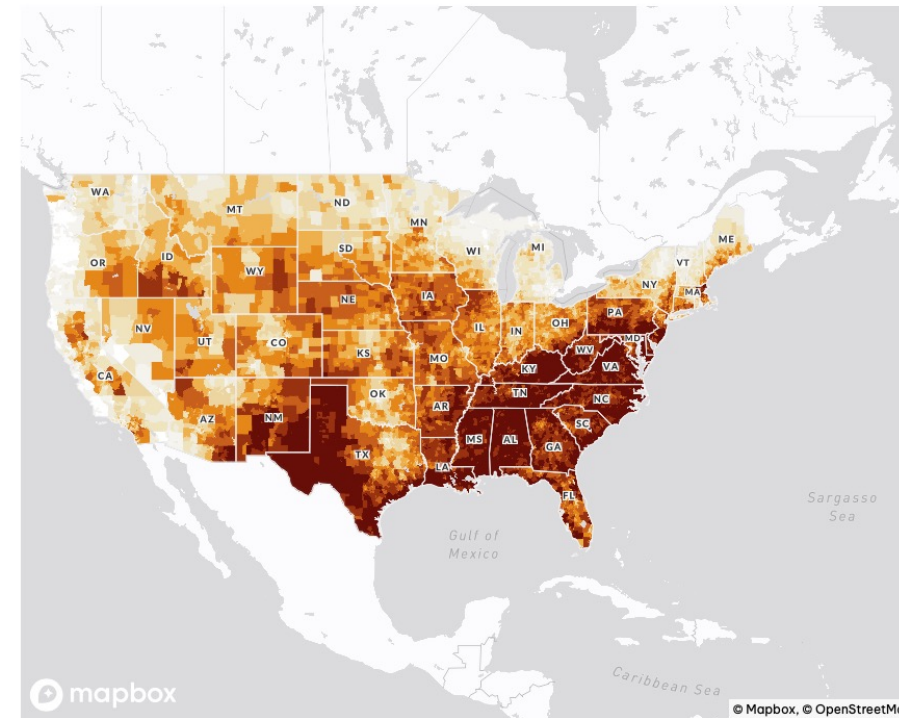 WA
MT
ND
MN
ME
OR
ID
SD
WI
MI
VT
WY
NY
MA
NE
IA
PA
NV
UT
CO
IL
IN
OH
MD
WV
KS
MO
KY
VA
CA
TN
NC
OK
AR
AZ
NM
SC
MS
AL
GA
TX
LA
FL
Sargasso
Sea
Gulf of
Mexico
Caribbean Sea
mapbox
© Mapbox, © OpenStreetM